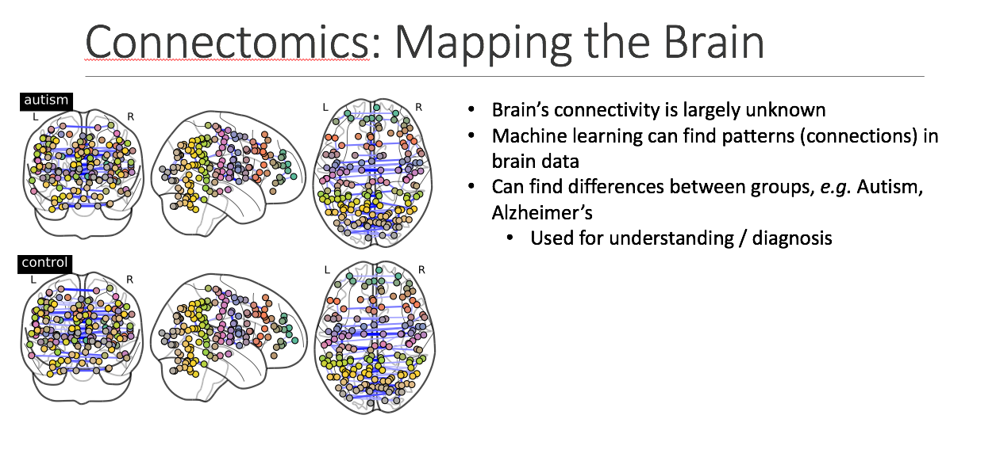 Connectomics: Mapping the Brain
autism
L R
L R
• Brain's connectivity is largely unknown
• Machine learning can find patterns (connections) in
brain data
• Can find differences between groups, e.g. Autism,
Alzheimer's
• Used for understanding / diagnosis
control
L R
L R